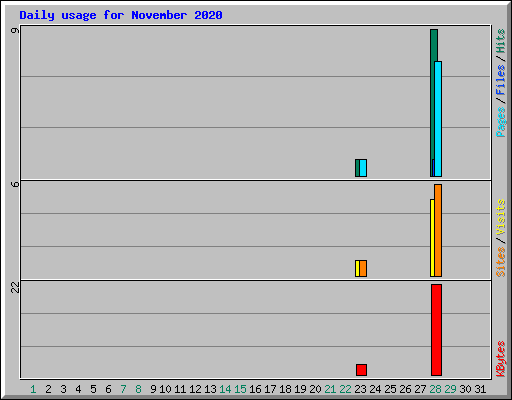 Daily usage for November 2020
9
6
22
Pages / Files / Hits
Sites / Visits
KBytes
1 2 3 4 5 6 7 8 9 10 11 12 13 14 15 16 17 18 19 20 21 22 23 24 25 26 27 28 29 30 31